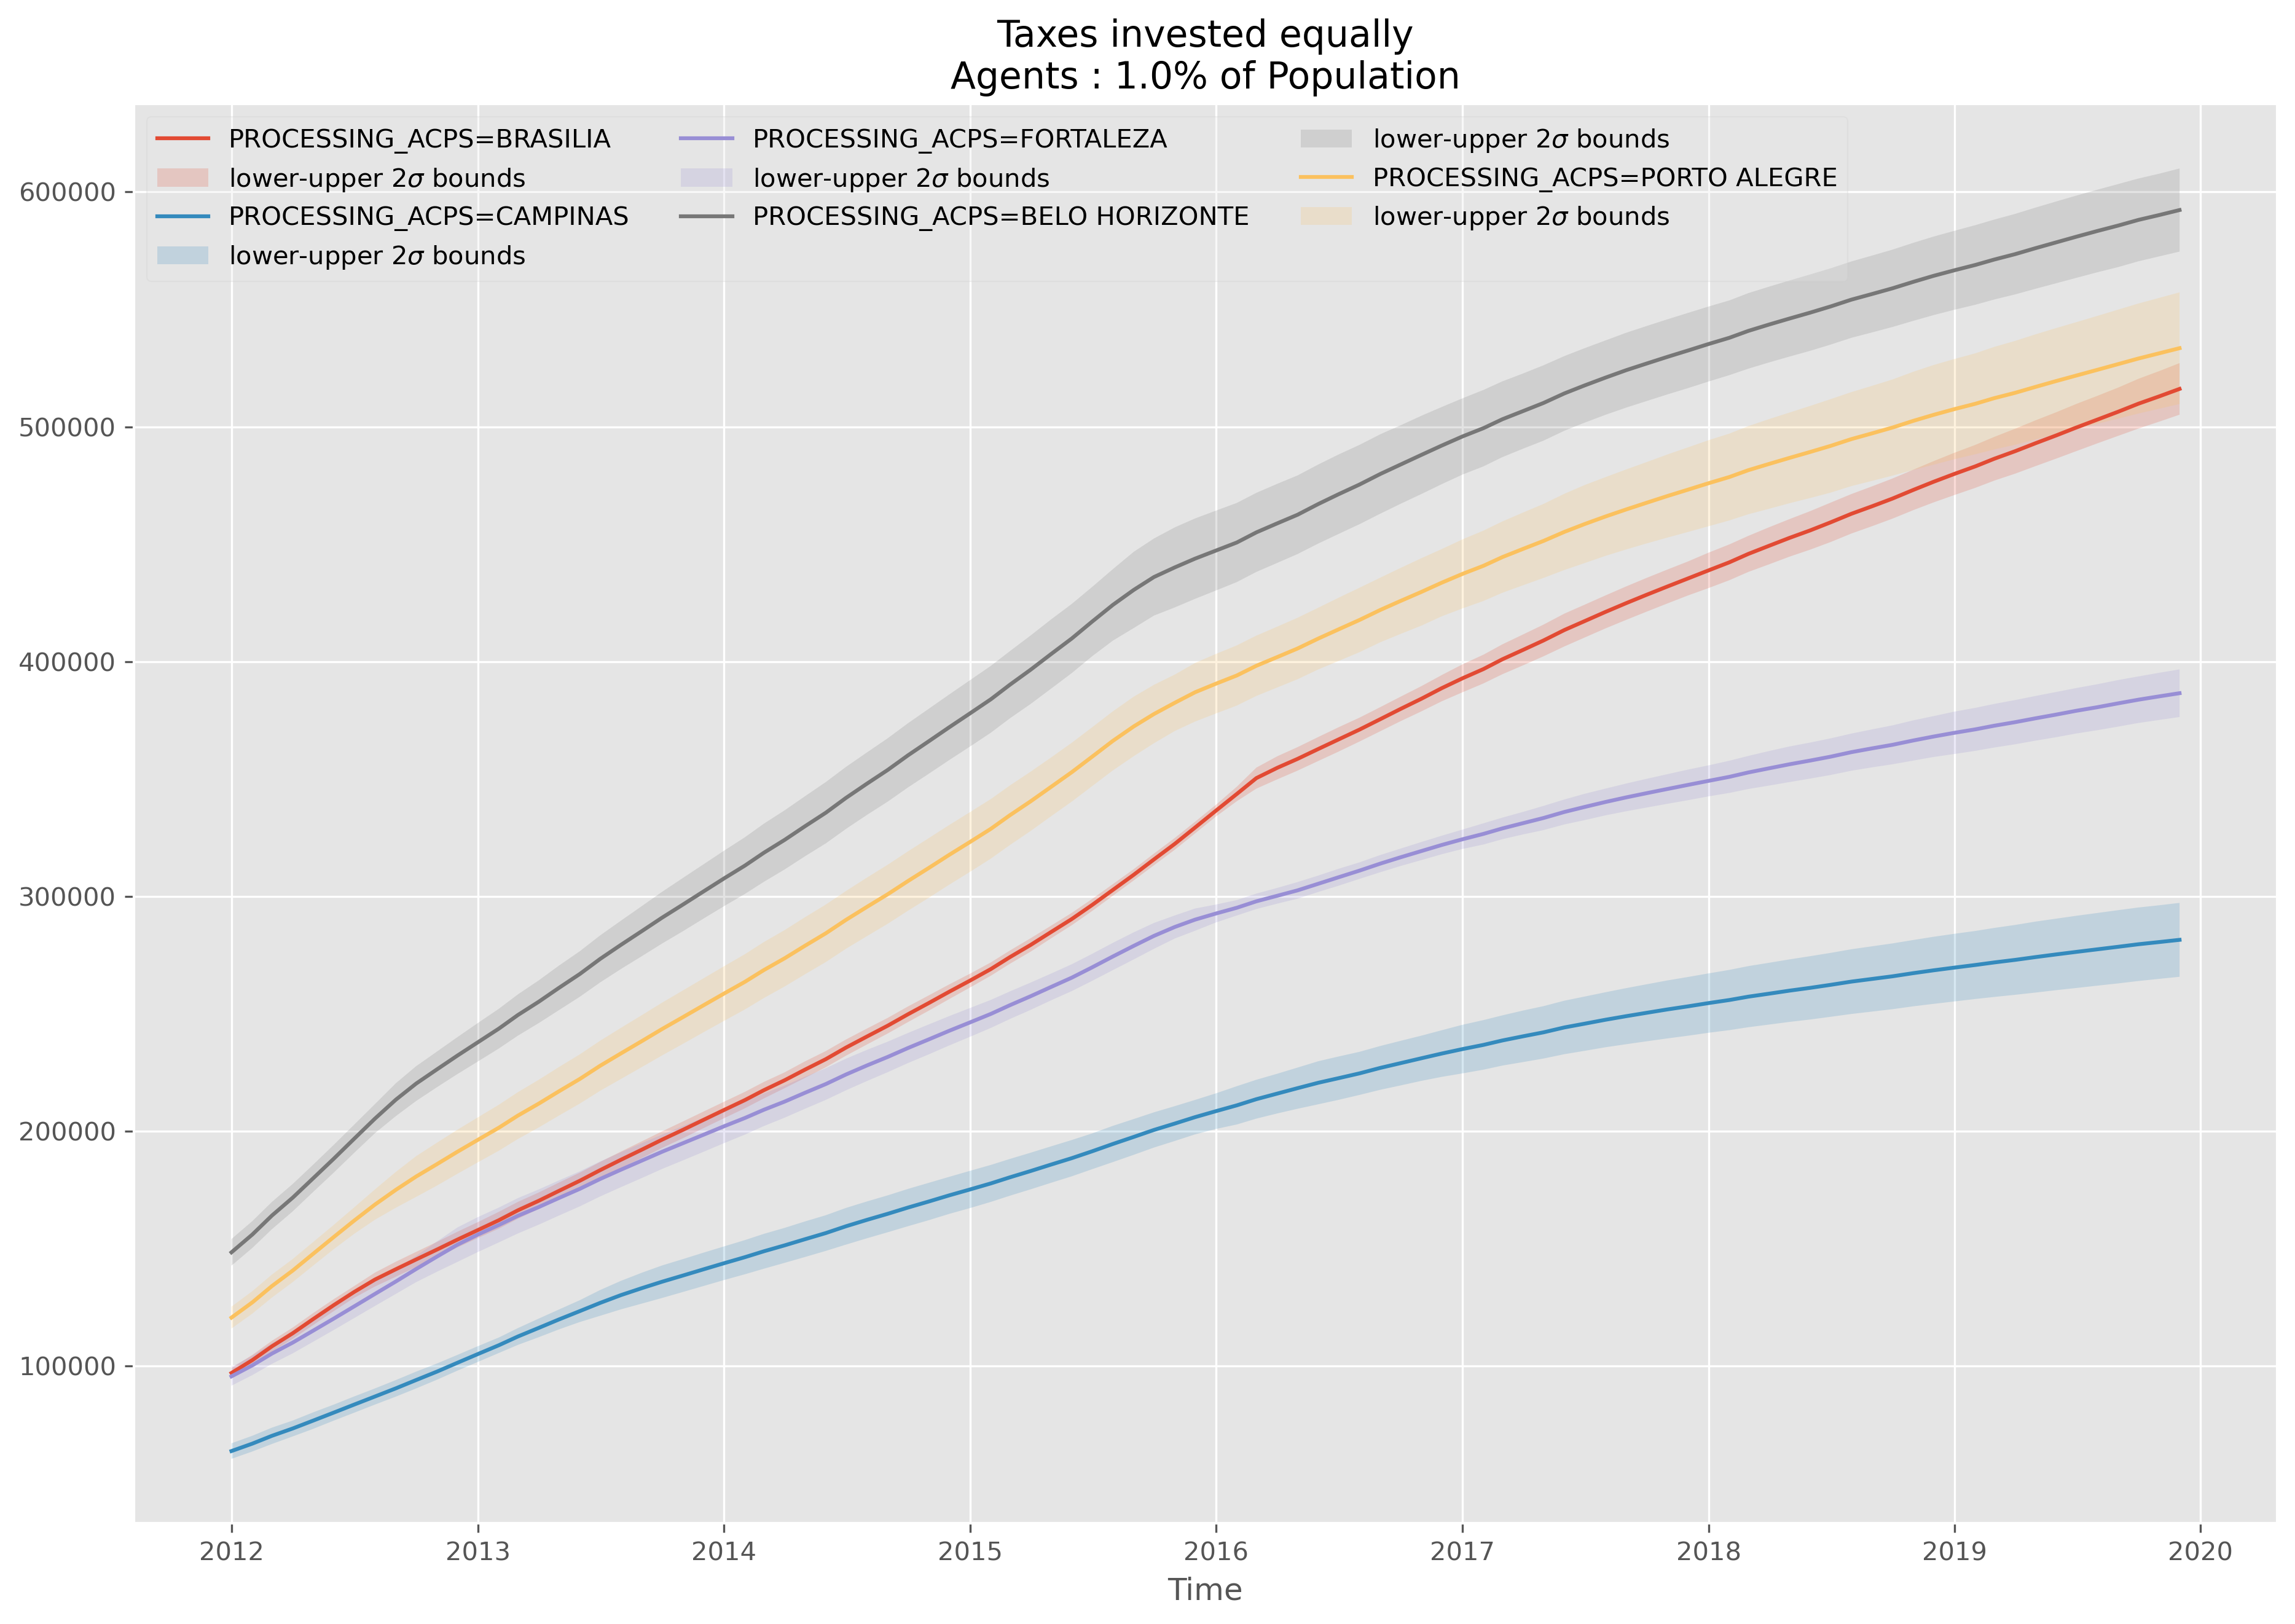 Taxes invested equally
Agents : 1.0% of Population
PROCESSING_ACPS=BRASILIA
lower-upper 2σ bounds
PROCESSING_ACPS=CAMPINAS
lower-upper 2σ bounds
PROCESSING_ACPS=FORTALEZA
lower-upper 2σ bounds
PROCESSING_ACPS=BELO HORIZONTE
lower-upper 2σ bounds
PROCESSING_ACPS=PORTO ALEGRE
lower-upper 2σ bounds
600000
500000
400000
300000
200000
100000
2012 2013 2014 2015 2016 2017 2018 2019 2020
Time